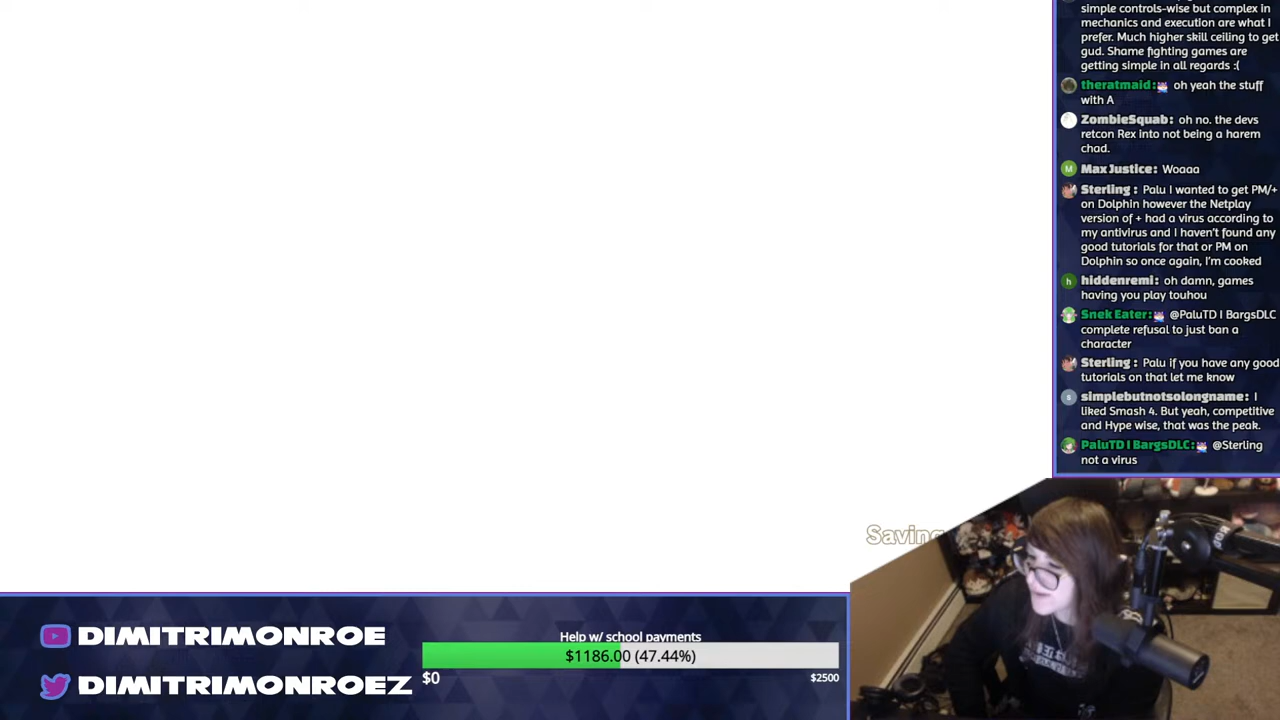 simple controls-wise but complex in
mechanics and execution are what I
prefer. Much higher skill ceiling to get
gud. Shame fighting games are
getting simple in all regards :(
theratmaid: oh yeah the stuff
with A
ZombieSquab: oh no. the devs
retcon Rex into not being a harem
chad.
M Max Justice: Woaaa
Sterling : Palu I wanted to get PM/+
on Dolphin however the Netplay
version of + had a virus according to
my antivirus and I haven't found any
good tutorials for that or PM on
Dolphin so once again, I'm cooked
h hiddenremi: oh damn, games
having you play touhou
Snek Eater: @PaluTD I BargsDLC
complete refusal to just ban a
character
Sterling : Palu if you have any good
tutorials on that let me know
s simplebutnotsolongname: I
liked Smash 4. But yeah, competitive
and Hype wise, that was the peak.
PaluTD I BargsDLC: @Sterling
not a virus
Saving
DIMITRIMONROE
DIMITRIMONROEZ
Help w/ school payments
$1186.00 (47.44%)
$0
$2500